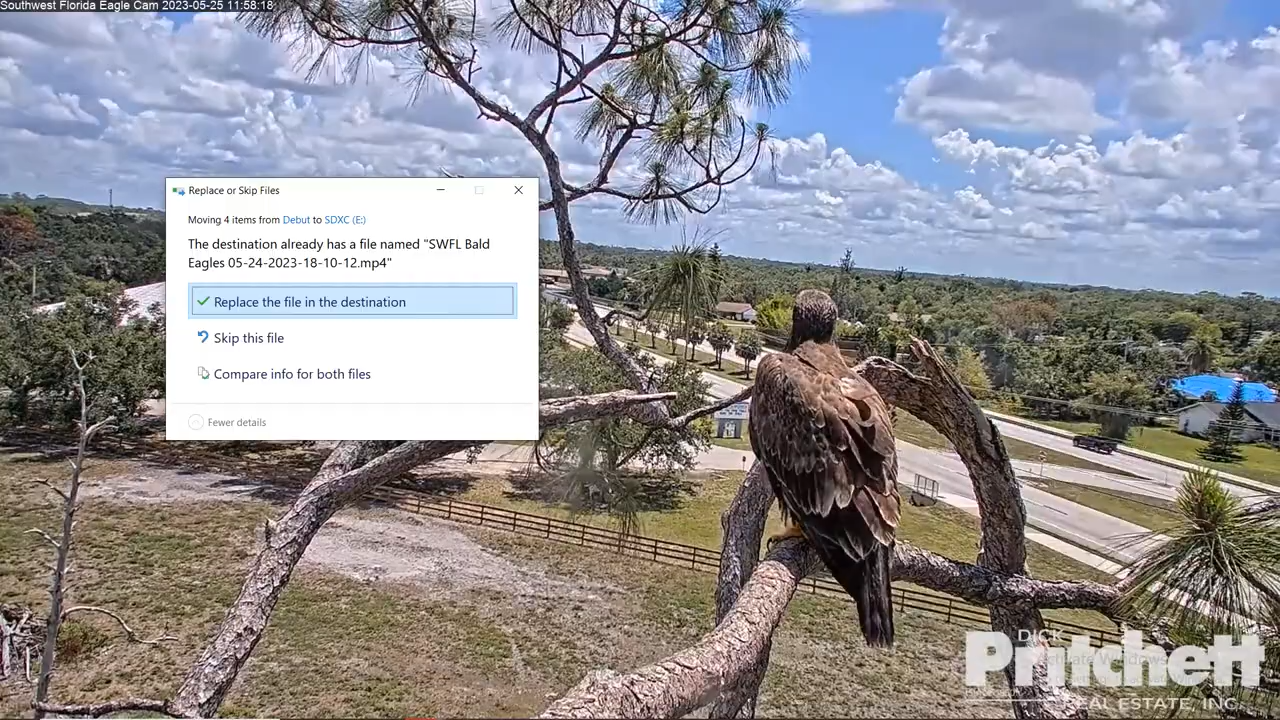 Southwest Florida Eagle Cam 2023-05-25 11:58:18
Replace or Skip Files
Moving 4 items from Debut to SDXC (E:)
The destination already has a file named "SWFL Bald
Eagles 05-24-2023-18-10-12.mp4"
Replace the file in the destination
Skip this file
Compare info for both files
Fewer details
DICK
Pritchett
REAL ESTATE, INC.